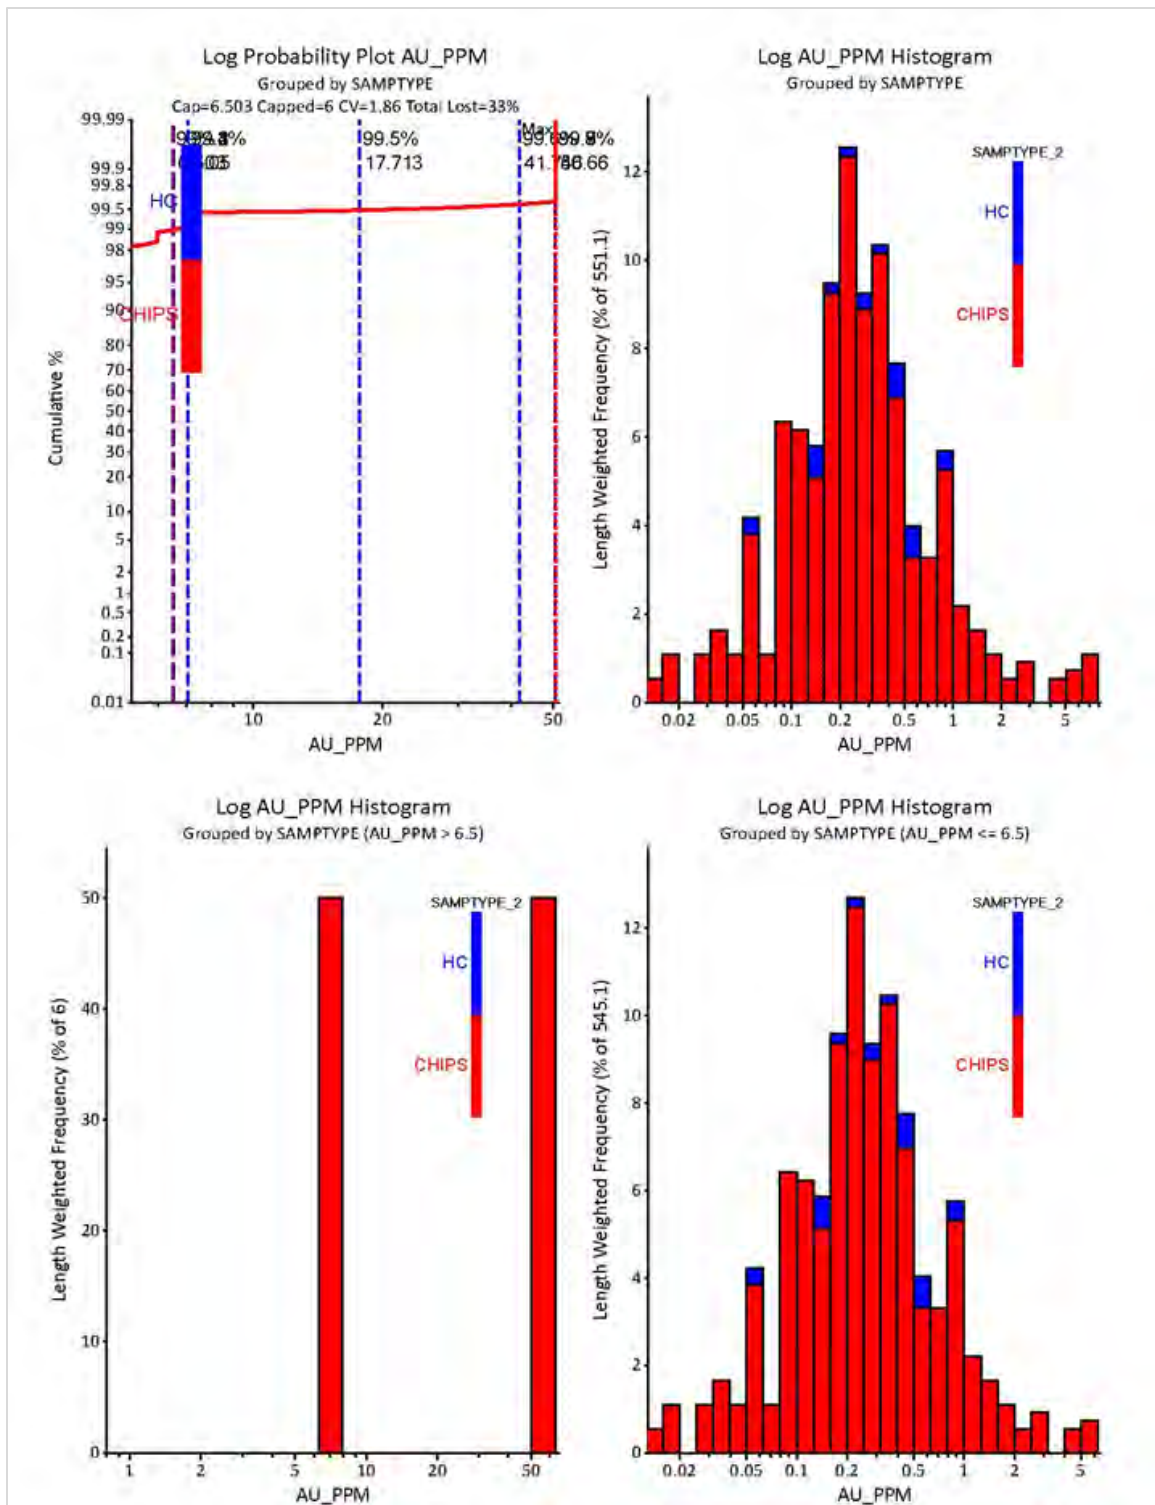 Log Probability Plot AU_PPM
Grouped by SAMPTYPE
Cap=6.503 Capped=6 CV=1.86 Total Lost=33%
99.99
99.9
99.8
99.5
99
98
95
90
80
70
60
50
40
30
20
10
5
2
1
0.5
0.2
0.1
0.01
Cumulative %
99.5%
17.713
Max
HC
CHIPS
10
20
50
AU_PPM
Log AU_PPM Histogram
Grouped by SAMPTYPE
12
10
8
6
4
2
0
Length Weighted Frequency (% of 551.1)
SAMPTYPE_2
HC
CHIPS
0.02
0.05
0.1
0.2
0.5
1
2
5
AU_PPM
Log AU_PPM Histogram
Grouped by SAMPTYPE (AU_PPM > 6.5)
50
40
30
20
10
0
Length Weighted Frequency (% of 6)
SAMPTYPE_2
HC
CHIPS
1
2
5
10
20
50
AU_PPM
Log AU_PPM Histogram
Grouped by SAMPTYPE (AU_PPM <= 6.5)
12
10
8
6
4
2
0
Length Weighted Frequency (% of 545.1)
SAMPTYPE_2
HC
CHIPS
0.02
0.05
0.1
0.2
0.5
1
2
5
AU_PPM